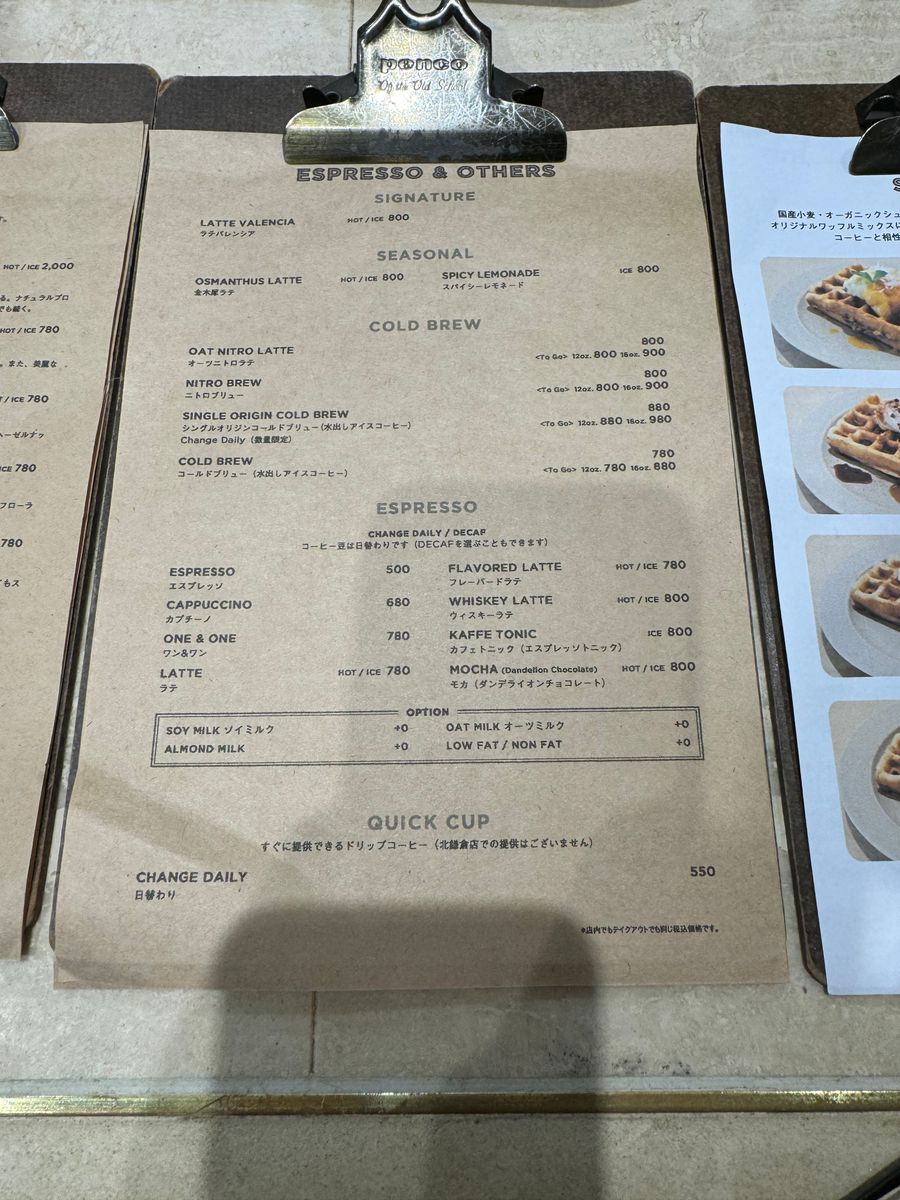 penco
On the Old School
ESPRESSO & OTHERS
SIGNATURE
LATTE VALENCIA HOT / ICE 800
ラテバレンシア
SEASONAL
OSMANTHUS LATTE HOT / ICE 800
金木犀ラテ
SPICY LEMONADE ICE 800
スパイシーレモネード
COLD BREW
OAT NITRO LATTE 800
オーツニトロラテ <To Go> 12oz. 800 16oz. 900
NITRO BREW 800
ニトロブリュー <To Go> 12oz. 800 16oz. 900
SINGLE ORIGIN COLD BREW 880
シングルオリジンコールドブリュー（水出しアイスコーヒー） <To Go> 12oz. 880 16oz. 980
Change Daily（数量限定）
COLD BREW 780
コールドブリュー（水出しアイスコーヒー） <To Go> 12oz. 780 16oz. 880
ESPRESSO
CHANGE DAILY / DECAF
コーヒー豆は日替わりです（DECAFを選ぶこともできます）
ESPRESSO 500
エスプレッソ
CAPPUCCINO 680
カプチーノ
ONE & ONE 780
ワン&ワン
LATTE HOT / ICE 780
ラテ
FLAVORED LATTE HOT / ICE 780
フレーバードラテ
WHISKEY LATTE HOT / ICE 800
ウィスキーラテ
KAFFE TONIC ICE 800
カフェトニック（エスプレッソトニック）
MOCHA (Dandelion Chocolate) HOT / ICE 800
モカ（ダンデライオンチョコレート）
OPTION
SOY MILK ソイミルク +0
ALMOND MILK +0
OAT MILK オーツミルク +0
LOW FAT / NON FAT +0
QUICK CUP
すぐに提供できるドリップコーヒー（北鎌倉店での提供はございません）
CHANGE DAILY 550
日替わり
*店内でもテイクアウトでも同じ税込価格です。
す。
HOT / ICE 2,000
る。ナチュラルプロ
でも続く。
HOT / ICE 780
。また、美麗な
HOT / ICE 780
ーゼルナッ
ICE 780
フローラ
780
てもス
国産小麦・オーガニックシュ
オリジナルワッフルミックスに
コーヒーと相性